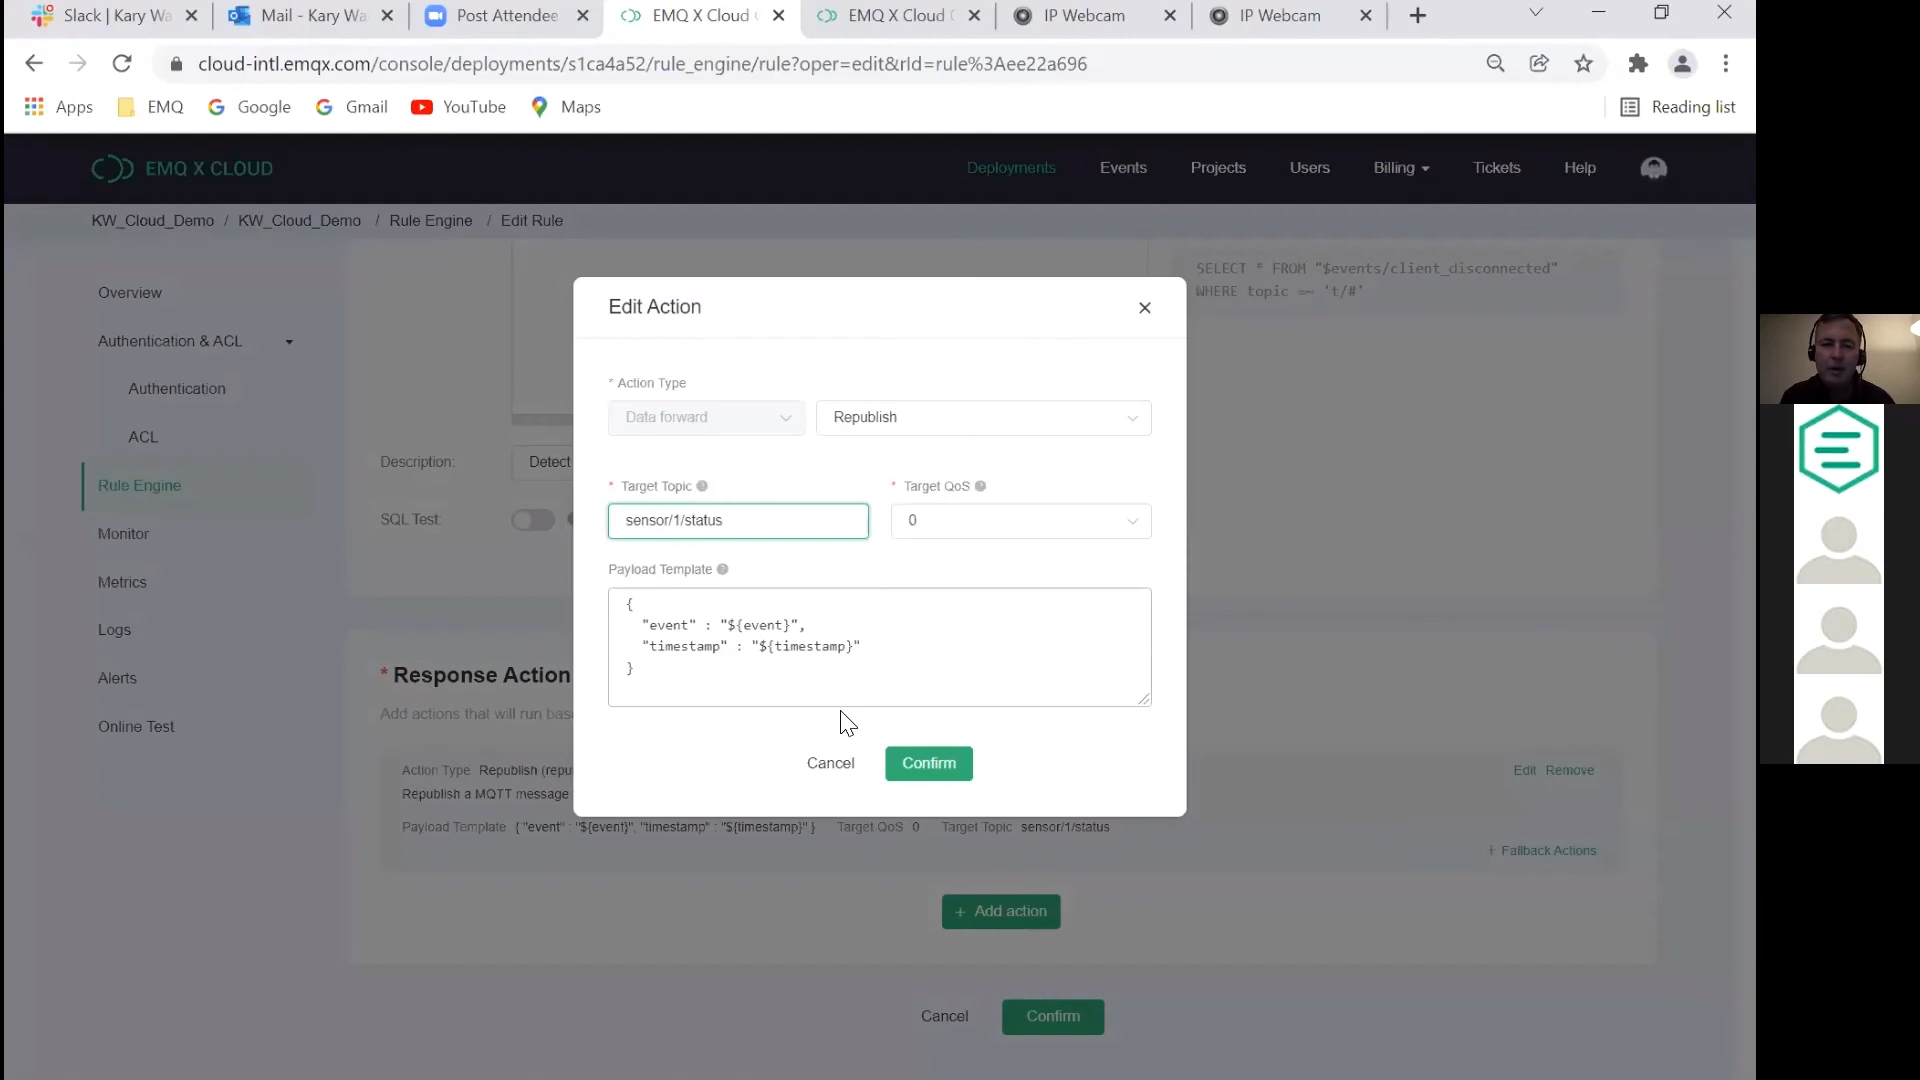 Slack | Kary Wa
Mail - Kary Wa
Post Attendee
EMQ X Cloud
EMQ X Cloud
IP Webcam
IP Webcam
cloud-intl.emqx.com/console/deployments/s1ca4a52/rule_engine/rule?oper=edit&rId=rule%3Aee22a696
Apps
EMQ
Google
Gmail
YouTube
Maps
Reading list
EMQ X CLOUD
Deployments
Events
Projects
Users
Billing
Tickets
Help
KW_Cloud_Demo / KW_Cloud_Demo / Rule Engine / Edit Rule
Overview
Authentication & ACL
Authentication
ACL
Rule Engine
Monitor
Metrics
Logs
Alerts
Online Test
SELECT * FROM "$events/client_disconnected"
WHERE topic =~ 't/#'
Description:
Detect
SQL Test:
Edit Action
* Action Type
Data forward
Republish
* Target Topic
* Target QoS
sensor/1/status
0
Payload Template
{
"event" : "${event}",
"timestamp" : "${timestamp}"
}
Cancel
Confirm
* Response Action
Add actions that will run bas
Action Type Republish (repu
Edit Remove
Republish a MQTT message
Payload Template { "event" : "${event}", "timestamp" : "${timestamp}" } Target QoS 0 Target Topic sensor/1/status
+ Fallback Actions
+ Add action
Cancel
Confirm